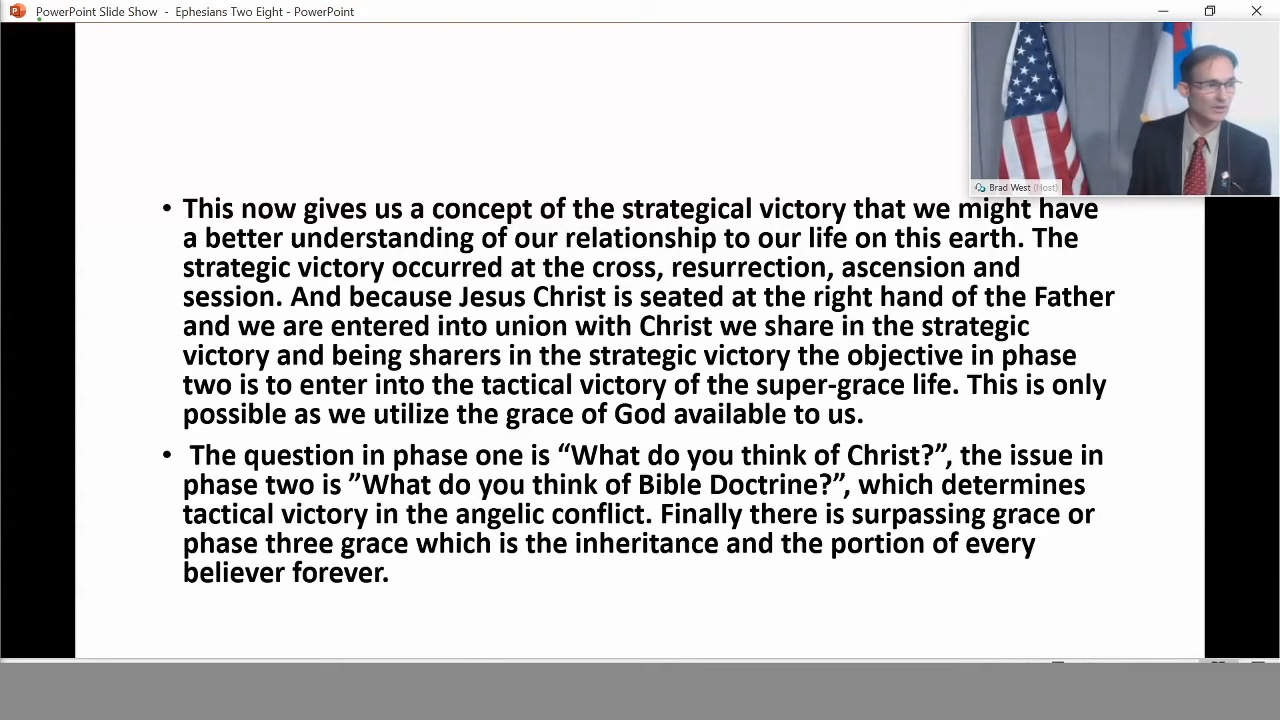 PowerPoint Slide Show - Ephesians Two Eight - PowerPoint
Brad West (Host)
• This now gives us a concept of the strategical victory that we might have
a better understanding of our relationship to our life on this earth. The
strategic victory occurred at the cross, resurrection, ascension and
session. And because Jesus Christ is seated at the right hand of the Father
and we are entered into union with Christ we share in the strategic
victory and being sharers in the strategic victory the objective in phase
two is to enter into the tactical victory of the super-grace life. This is only
possible as we utilize the grace of God available to us.
• The question in phase one is “What do you think of Christ?”, the issue in
phase two is ”What do you think of Bible Doctrine?”, which determines
tactical victory in the angelic conflict. Finally there is surpassing grace or
phase three grace which is the inheritance and the portion of every
believer forever.